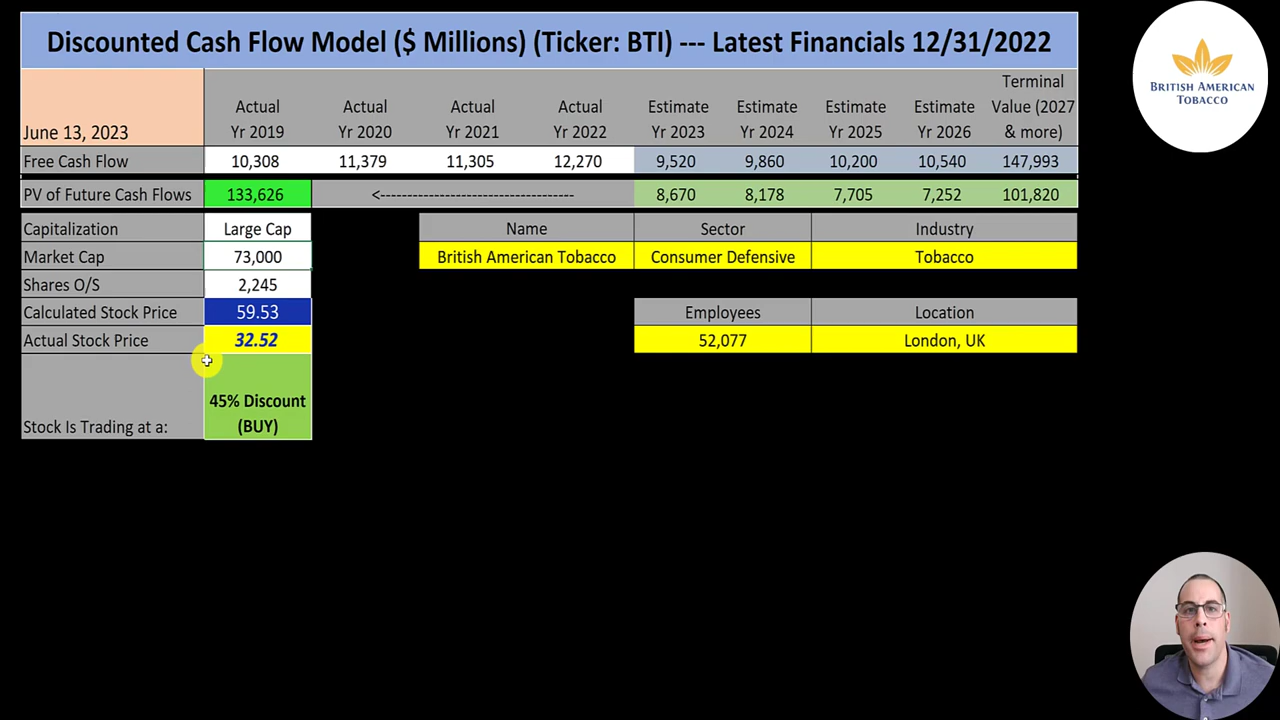 Discounted Cash Flow Model ($ Millions) (Ticker: BTI) --- Latest Financials 12/31/2022
BRITISH AMERICAN
TOBACCO
June 13, 2023 Actual Yr 2019 Actual Yr 2020 Actual Yr 2021 Actual Yr 2022 Estimate Yr 2023 Estimate Yr 2024 Estimate Yr 2025 Estimate Yr 2026 Terminal Value (2027 & more)
Free Cash Flow 10,308 11,379 11,305 12,270 9,520 9,860 10,200 10,540 147,993
PV of Future Cash Flows 133,626 <----------------------------------- 8,670 8,178 7,705 7,252 101,820
Capitalization Large Cap Name Sector Industry
Market Cap 73,000 British American Tobacco Consumer Defensive Tobacco
Shares O/S 2,245
Calculated Stock Price 59.53 Employees Location
Actual Stock Price 32.52 52,077 London, UK
Stock Is Trading at a: 45% Discount (BUY)